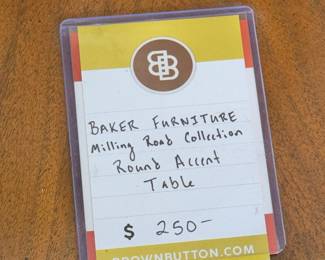 BB
BAKER FURNITURE
Milling Road Collection
Round Accent
Table
$ 250-
BROWNBUTTON.COM